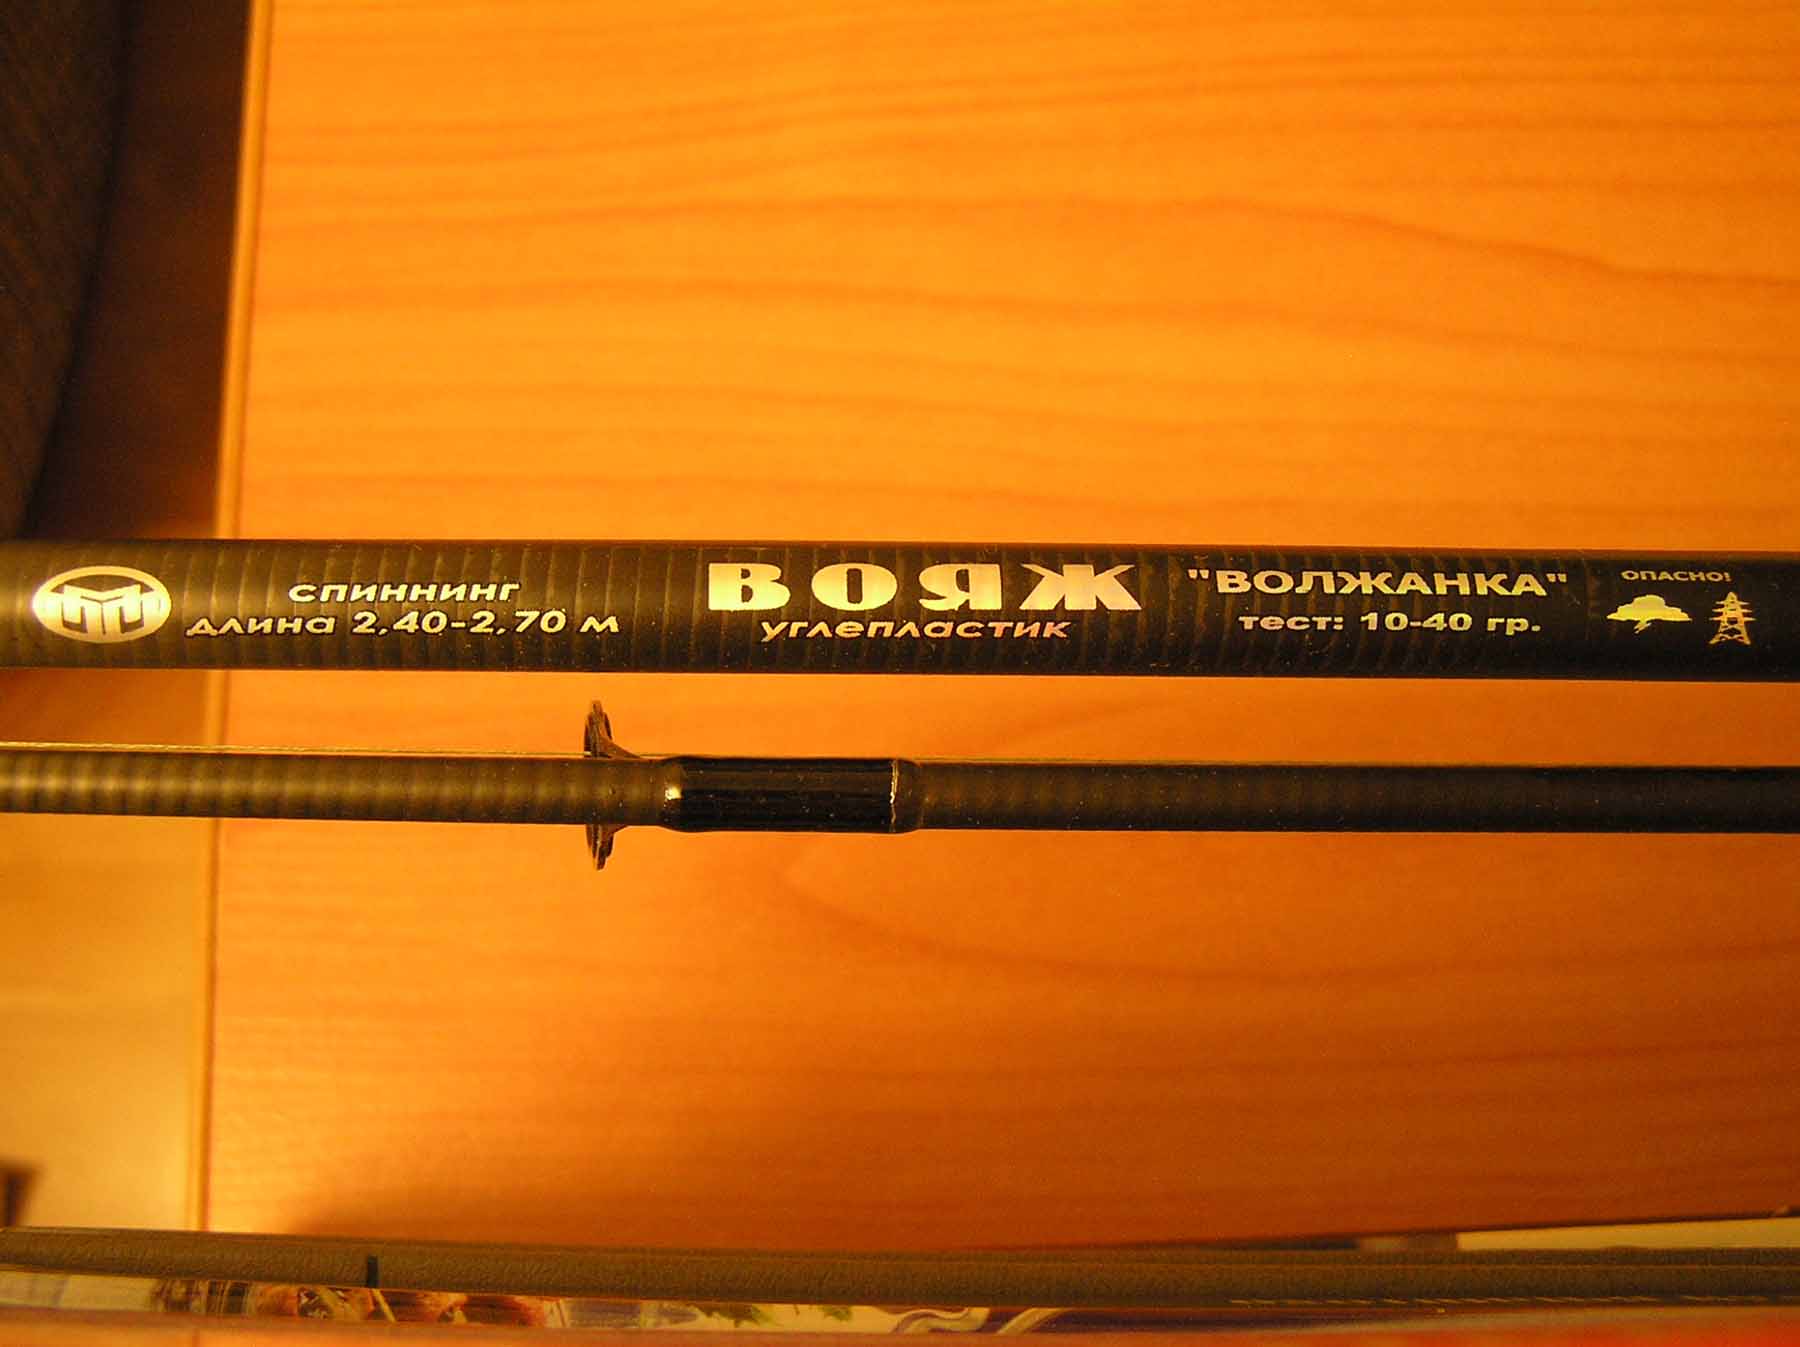 СПИННИНГ
ДЛИНА 2,40-2,70 М
ВОЯЖ
УГЛЕПЛАСТИК
"ВОЛЖАНКА"
ТЕСТ: 10-40 ГР.
ОПАСНО!